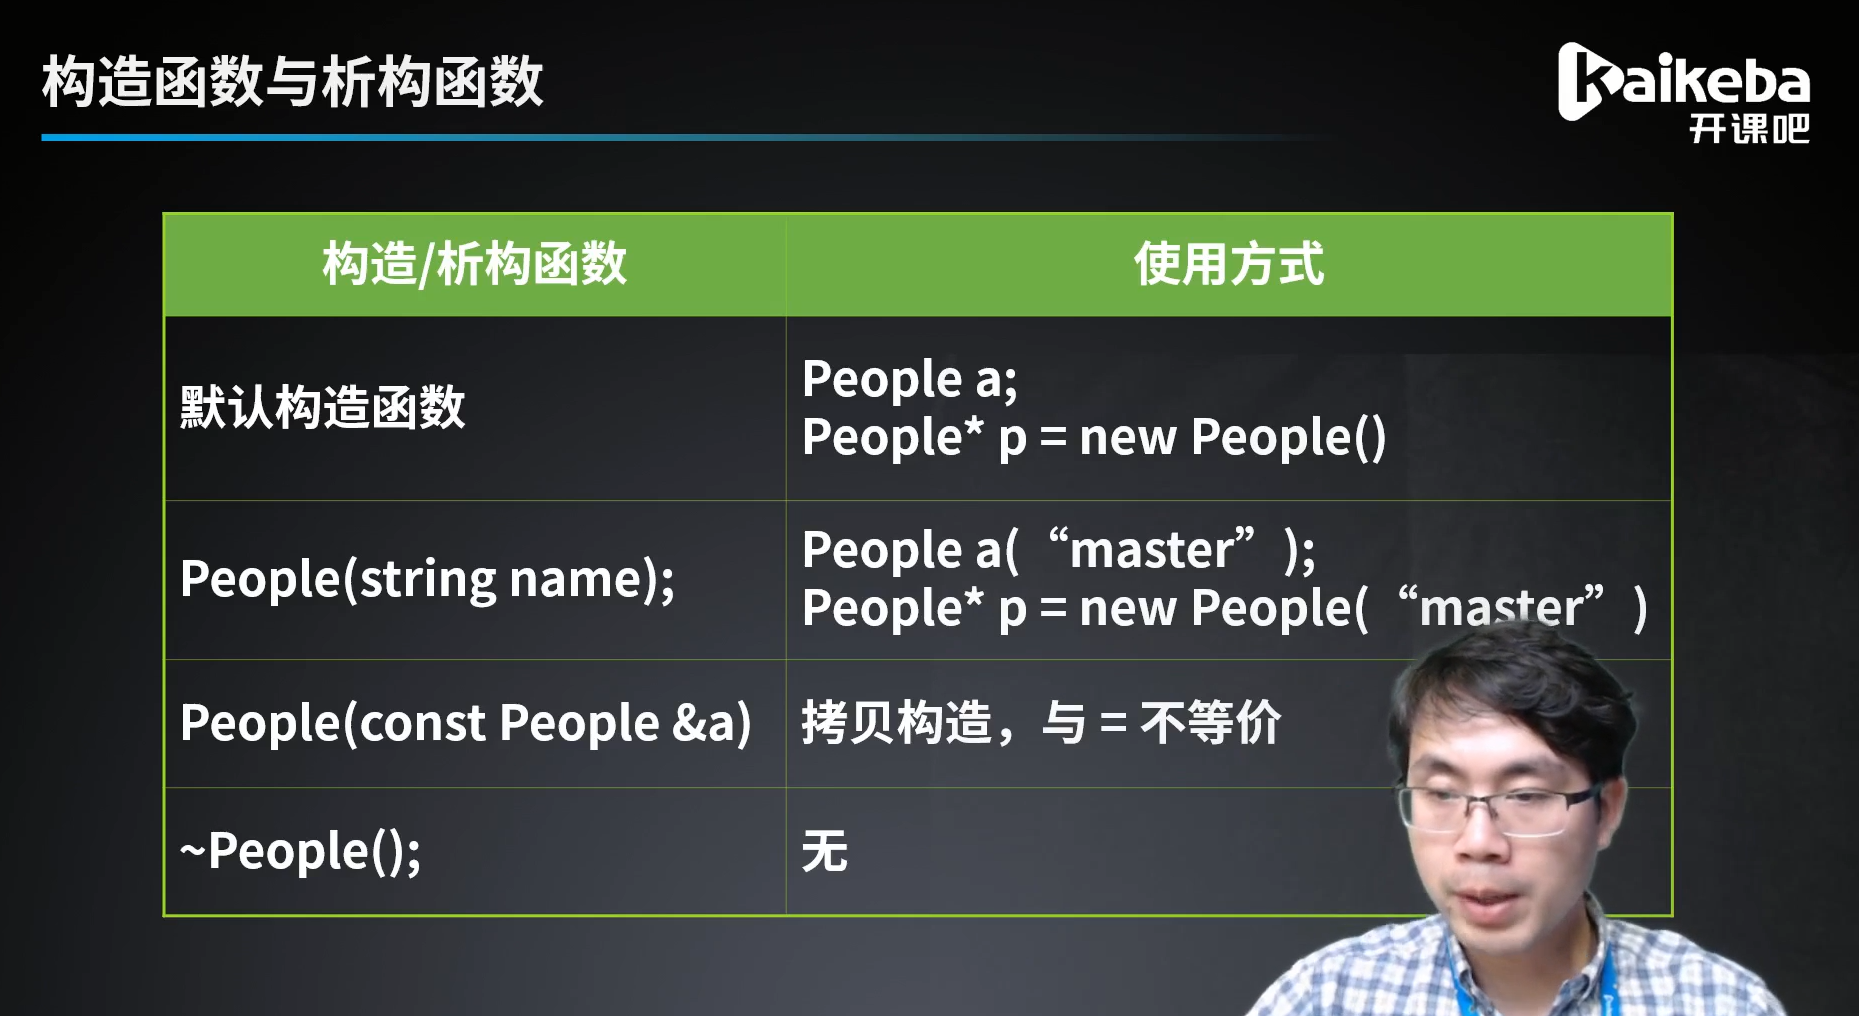 构造函数与析构函数
Kaikeba
开课吧
构造/析构函数
使用方式
默认构造函数
People a;
People* p = new People()
People(string name);
People a(“master”);
People* p = new People(“master”)
People(const People &a)
拷贝构造，与 = 不等价
~People();
无